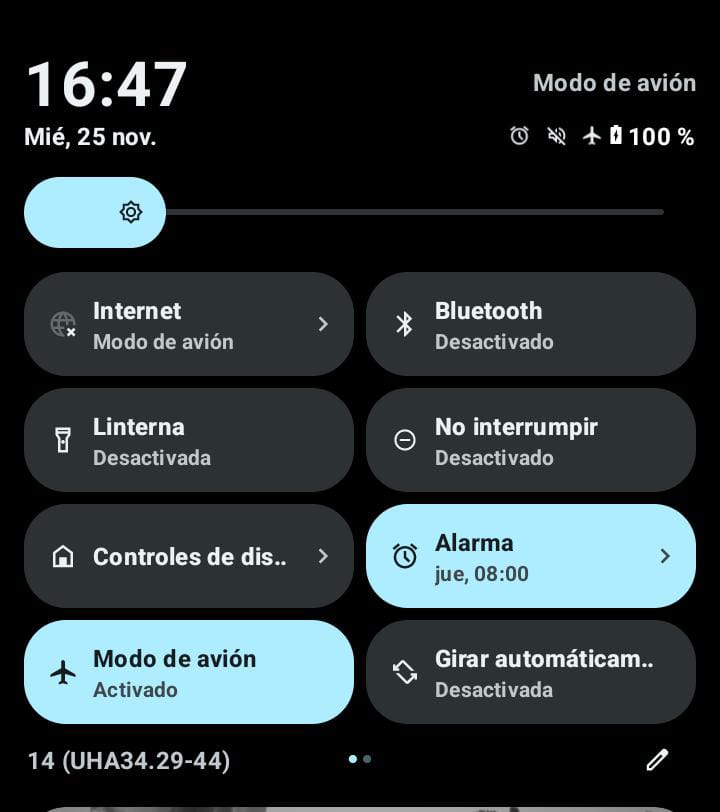 16:47
Modo de avión
Mié, 25 nov.
100 %
Internet
Modo de avión
Bluetooth
Desactivado
Linterna
Desactivada
No interrumpir
Desactivado
Controles de dis..
Alarma
jue, 08:00
Modo de avión
Activado
Girar automáticam..
Desactivada
14 (UHA34.29-44)